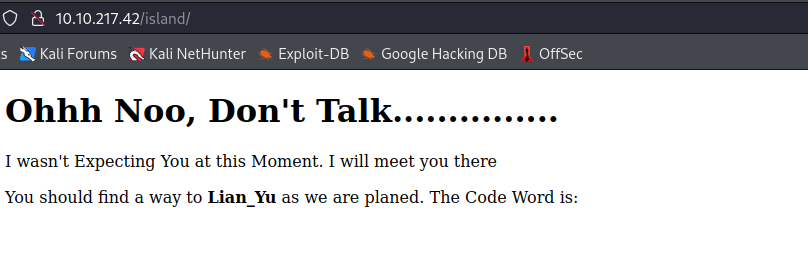 10.10.217.42/island/
s Kali Forums Kali NetHunter Exploit-DB Google Hacking DB OffSec
Ohhh Noo, Don't Talk...............
I wasn't Expecting You at this Moment. I will meet you there
You should find a way to Lian_Yu as we are planed. The Code Word is: